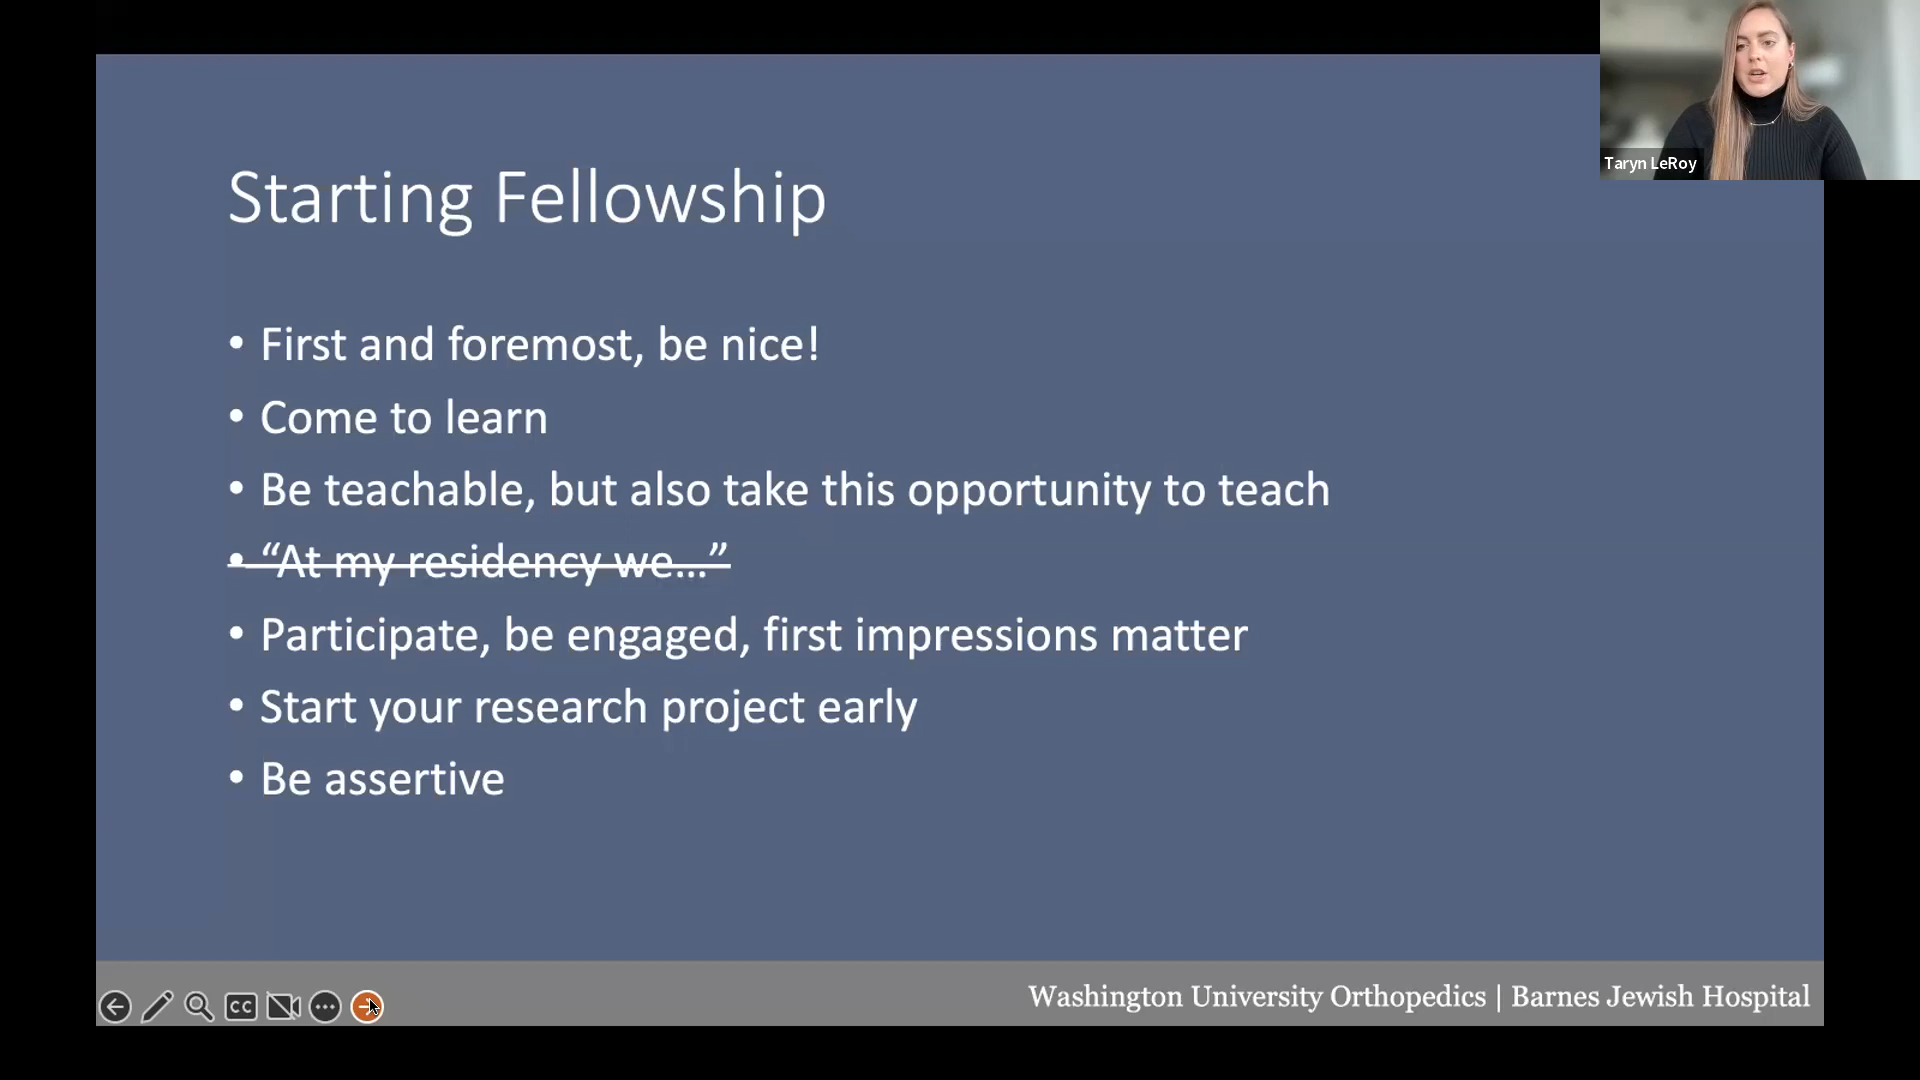 Taryn LeRoy
Starting Fellowship
• First and foremost, be nice!
• Come to learn
• Be teachable, but also take this opportunity to teach
• “At my residency we…”
• Participate, be engaged, first impressions matter
• Start your research project early
• Be assertive
CC
Washington University Orthopedics | Barnes Jewish Hospital